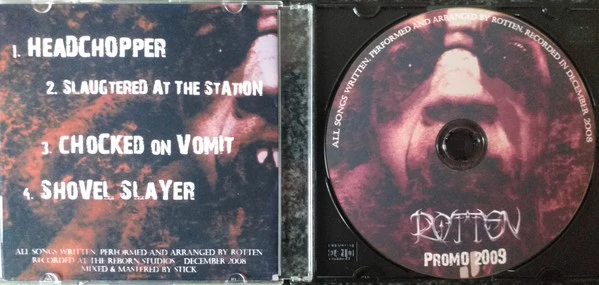 1. HEADCHOPPER
2. SLAUGTERED AT THE STATION
3. CHOCKED ON VOMIT
4. SHOVEL SLAYER
ALL SONGS WRITTEN, PERFORMED AND ARRANGED BY ROTTEN
RECORDED AT THE REBORN STUDIOS DECEMBER 2008
MIXED & MASTERED BY STICK
ALL SONGS WRITTEN, PERFORMED AND ARRANGED BY ROTTEN. RECORDED IN DECEMBER 2008
ROTTEN
PROMO 2009